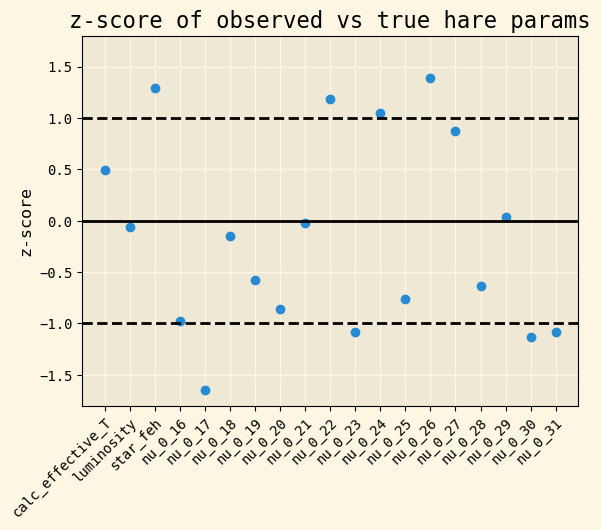 z-score of observed vs true hare params
z-score
1.5
1.0
0.5
0.0
−0.5
−1.0
−1.5
calc_effective_T
luminosity
star_feh
nu_0_16
nu_0_17
nu_0_18
nu_0_19
nu_0_20
nu_0_21
nu_0_22
nu_0_23
nu_0_24
nu_0_25
nu_0_26
nu_0_27
nu_0_28
nu_0_29
nu_0_30
nu_0_31